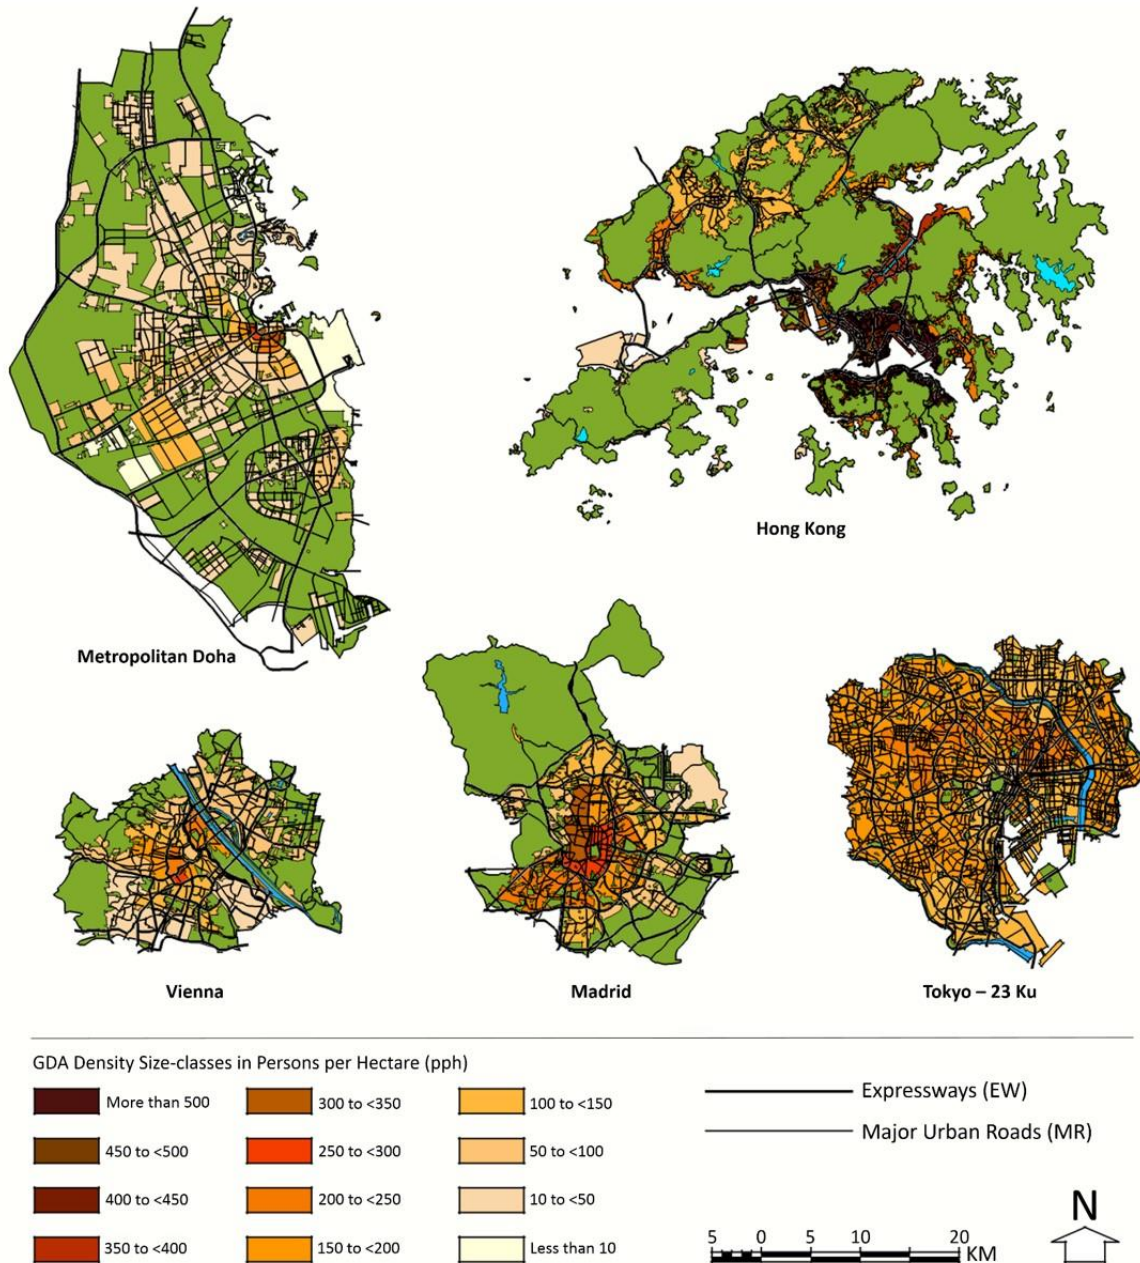 Metropolitan Doha
Hong Kong
Vienna
Madrid
Tokyo – 23 Ku
GDA Density Size-classes in Persons per Hectare (pph)
More than 500
450 to <500
400 to <450
350 to <400
300 to <350
250 to <300
200 to <250
150 to <200
100 to <150
50 to <100
10 to <50
Less than 10
Expressways (EW)
Major Urban Roads (MR)
N
5 0 5 10 20
KM